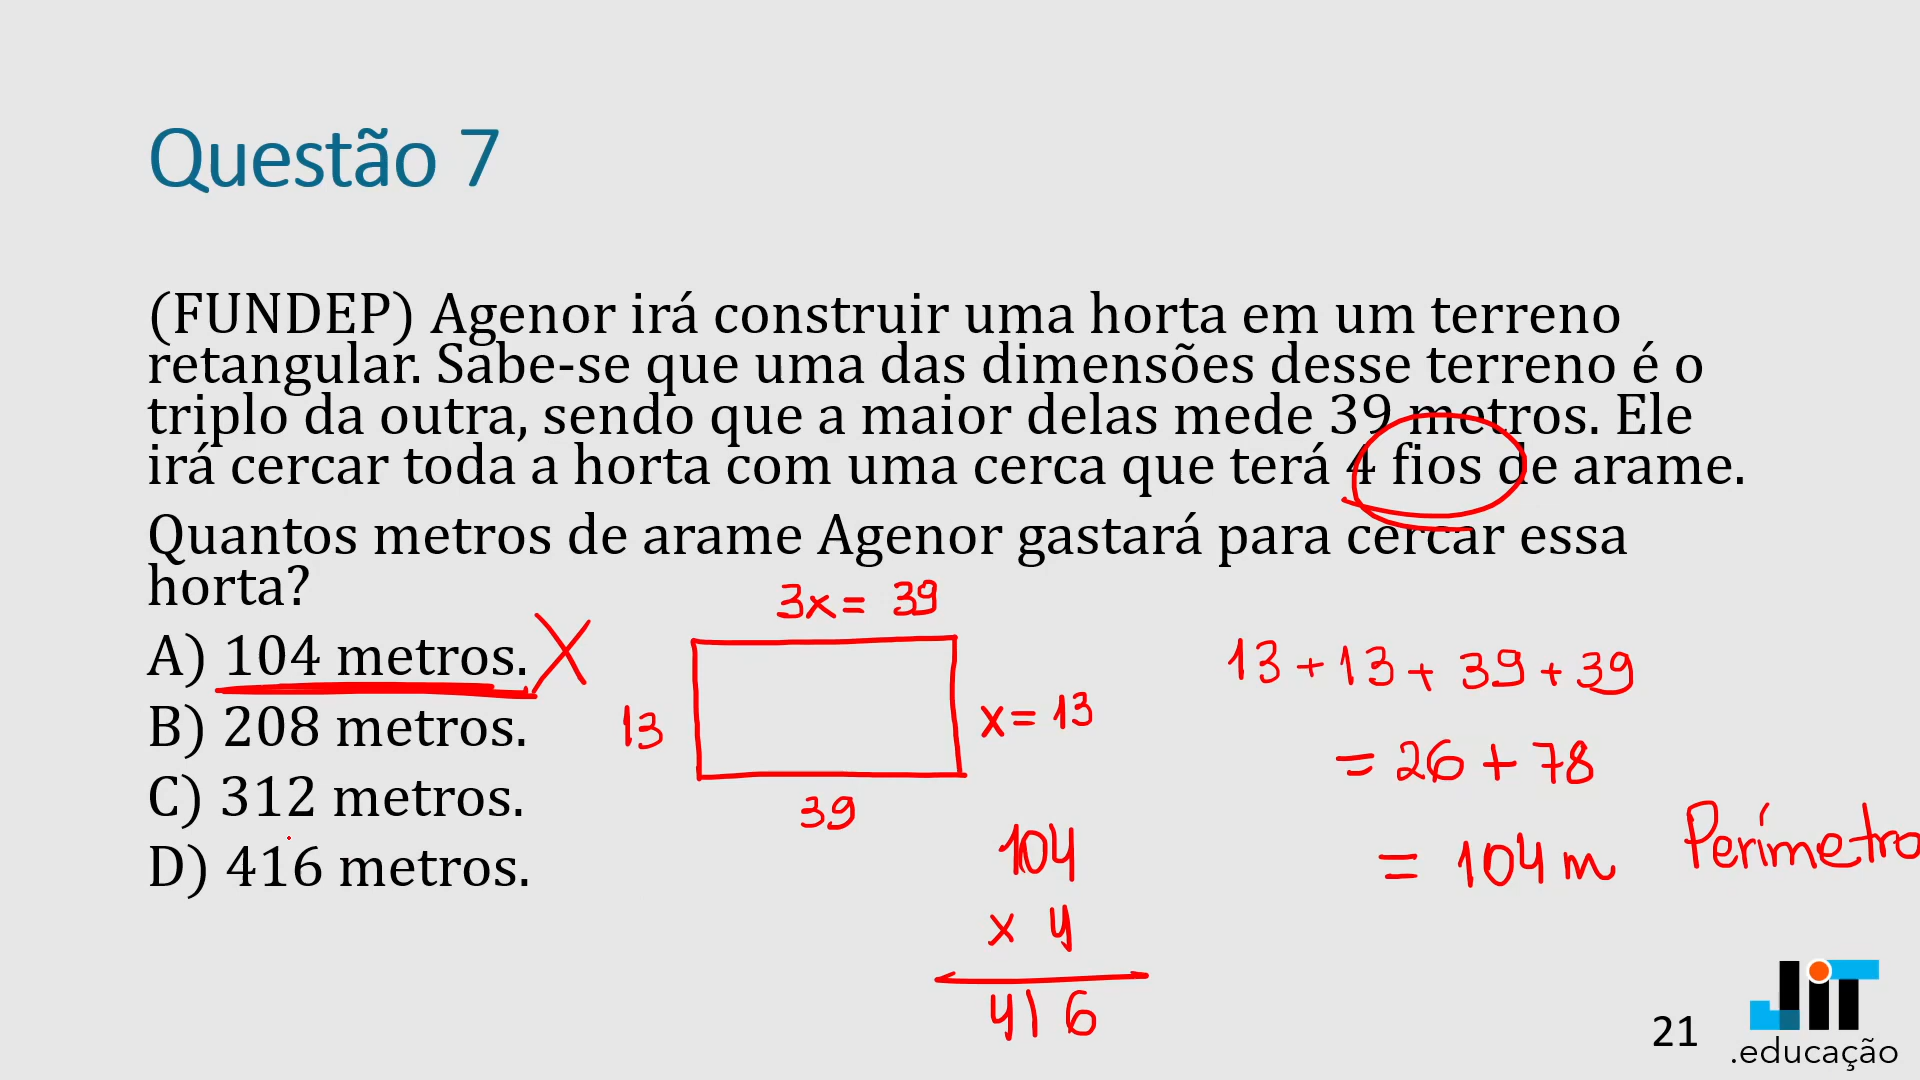 Questão 7
(FUNDEP) Agenor irá construir uma horta em um terreno
retangular. Sabe-se que uma das dimensões desse terreno é o
triplo da outra, sendo que a maior delas mede 39 metros. Ele
irá cercar toda a horta com uma cerca que terá 4 fios de arame.
Quantos metros de arame Agenor gastará para cercar essa
horta?
A) 104 metros. X
B) 208 metros.
C) 312 metros.
D) 416 metros.
3x = 39
13
x = 13
39
13 + 13 + 39 + 39
= 26 + 78
= 104 m
Perímetro
104
x 4
416
21
JiT
.educação